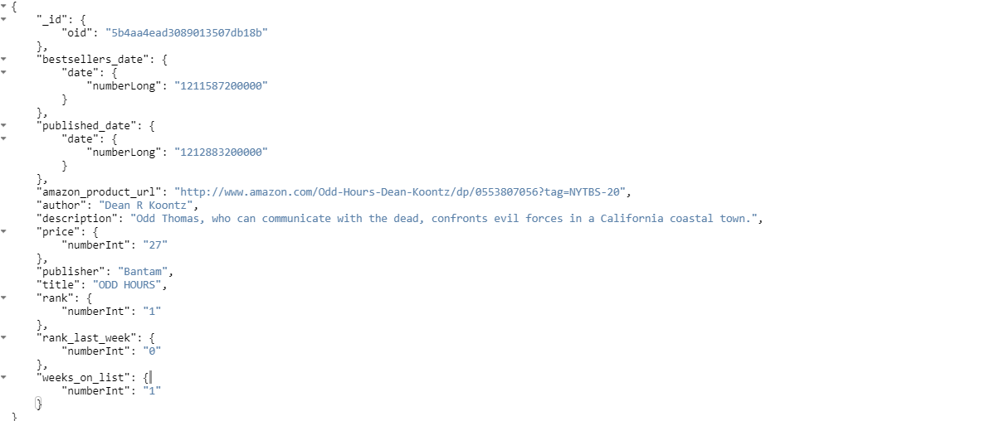 {
"_id": {
"oid": "5b4aa4ead3089013507db18b"
},
"bestsellers_date": {
"date": {
"numberLong": "1211587200000"
}
},
"published_date": {
"date": {
"numberLong": "1212883200000"
}
},
"amazon_product_url": "http://www.amazon.com/Odd-Hours-Dean-Koontz/dp/0553807056?tag=NYTBS-20",
"author": "Dean R Koontz",
"description": "Odd Thomas, who can communicate with the dead, confronts evil forces in a California coastal town.",
"price": {
"numberInt": "27"
},
"publisher": "Bantam",
"title": "ODD HOURS",
"rank": {
"numberInt": "1"
},
"rank_last_week": {
"numberInt": "0"
},
"weeks_on_list": {
"numberInt": "1"
}
}